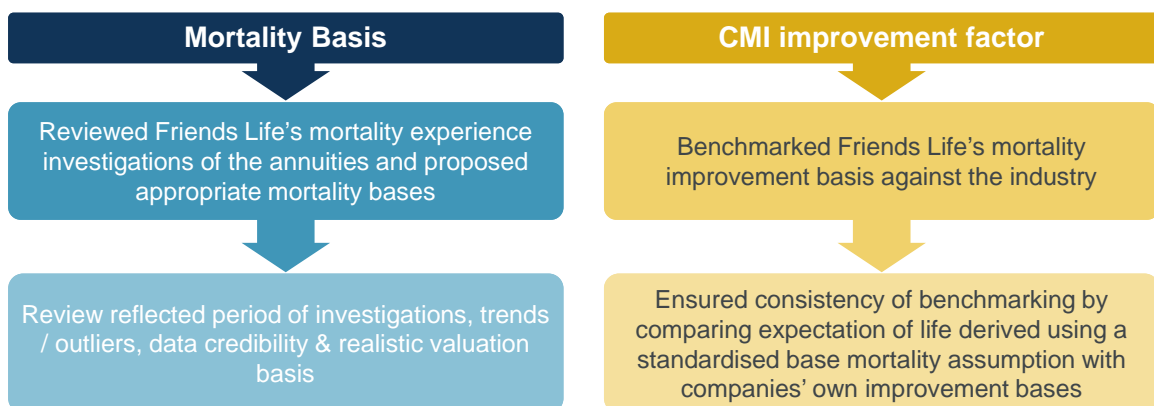 Mortality Basis
Reviewed Friends Life's mortality experience
investigations of the annuities and proposed
appropriate mortality bases
Review reflected period of investigations, trends
/ outliers, data credibility & realistic valuation
basis
CMI improvement factor
Benchmarked Friends Life's mortality
improvement basis against the industry
Ensured consistency of benchmarking by
comparing expectation of life derived using a
standardised base mortality assumption with
companies' own improvement bases